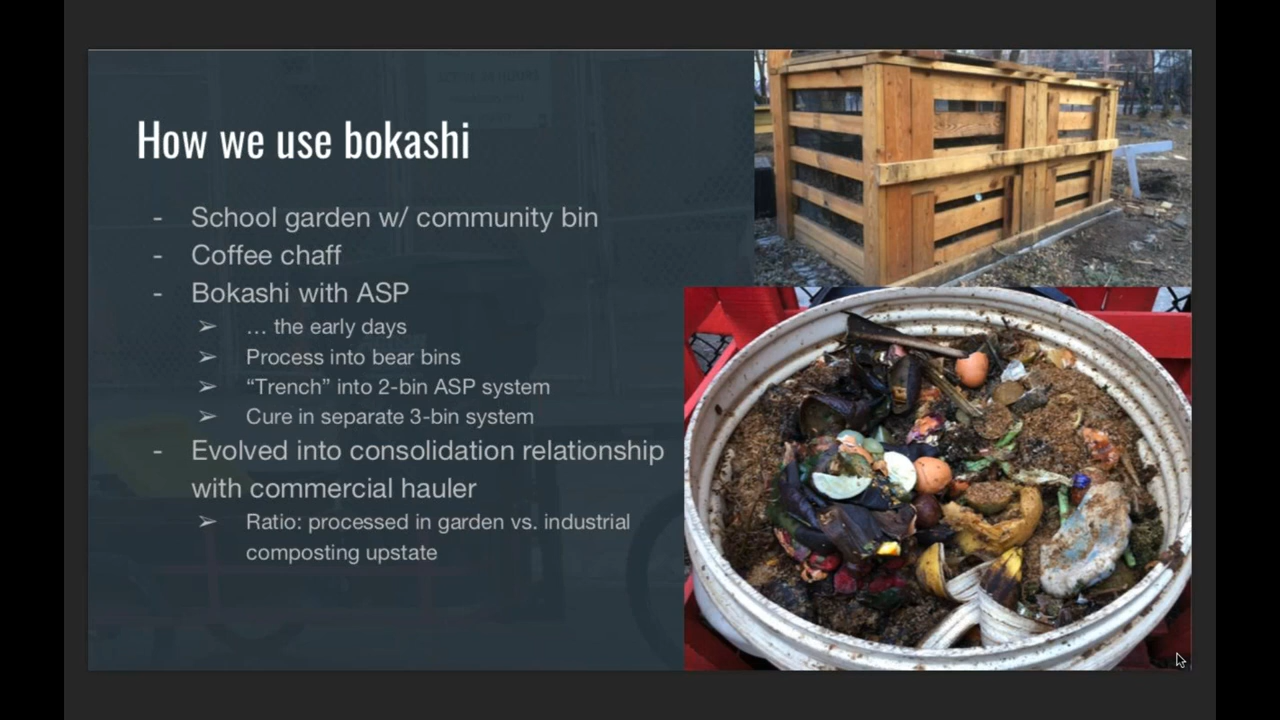 How we use bokashi
- School garden w/ community bin
- Coffee chaff
- Bokashi with ASP
➢ … the early days
➢ Process into bear bins
➢ “Trench” into 2-bin ASP system
➢ Cure in separate 3-bin system
- Evolved into consolidation relationship
with commercial hauler
➢ Ratio: processed in garden vs. industrial
composting upstate